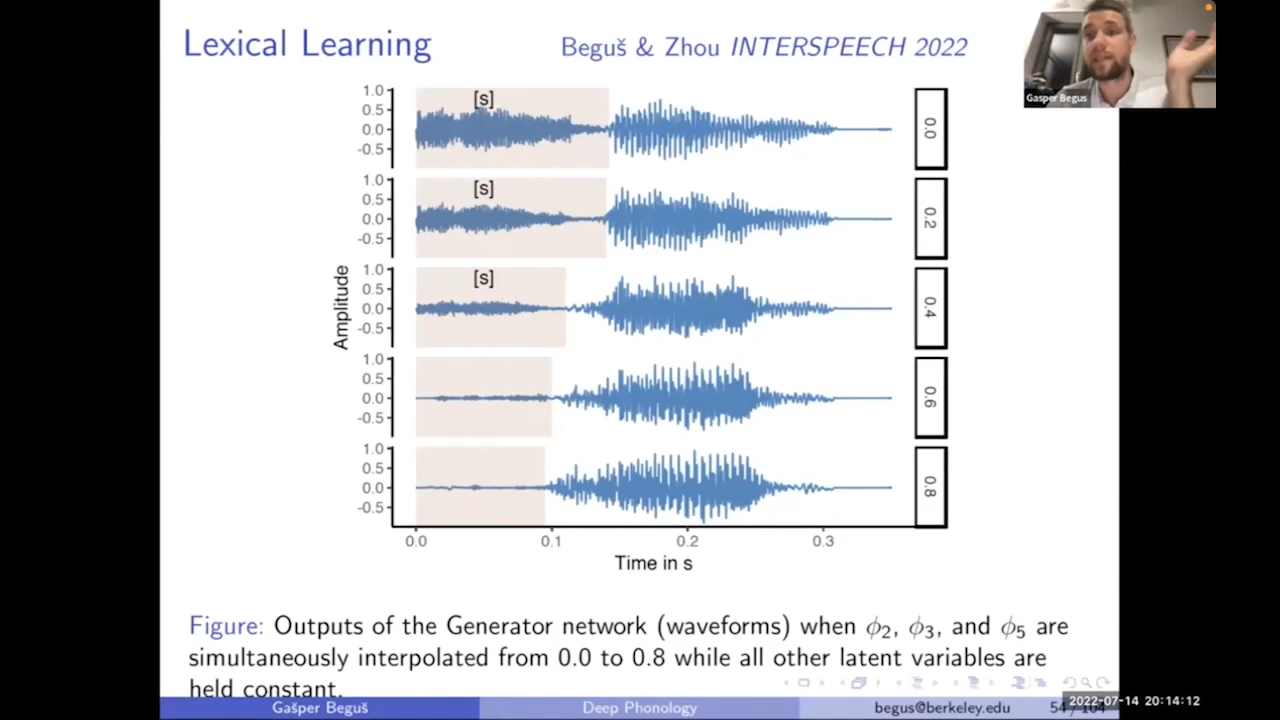 Lexical Learning
Beguš & Zhou INTERSPEECH 2022
Gasper Begus
Amplitude
1.0
0.5
0.0
-0.5
[s]
0.0
1.0
0.5
0.0
-0.5
[s]
0.2
1.0
0.5
0.0
-0.5
[s]
0.4
1.0
0.5
0.0
-0.5
0.6
1.0
0.5
0.0
-0.5
0.8
0.0 0.1 0.2 0.3
Time in s
Figure: Outputs of the Generator network (waveforms) when ϕ₂, ϕ₃, and ϕ₅ are
simultaneously interpolated from 0.0 to 0.8 while all other latent variables are
held constant.
Gašper Beguš Deep Phonology begus@berkeley.edu 54 / 104
2022-07-14 20:14:12